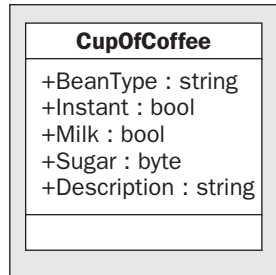 CupOfCoffee
+BeanType : string
+Instant : bool
+Milk : bool
+Sugar : byte
+Description : string